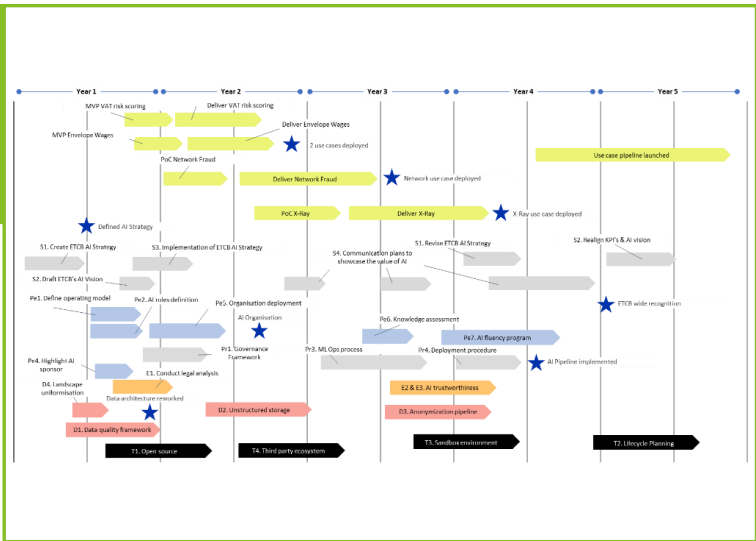 Year 1
Year 2
Year 3
Year 4
Year 5
MVP VAT risk scoring
Deliver VAT risk scoring
Deliver Envelope Wages
MVP Envelope Wages
2 use cases deployed
PoC Network Fraud
Use case pipeline launched
Deliver Network Fraud
Network use case deployed
PoC X-Ray
Deliver X-Ray
X-Ray use case deployed
Defined AI Strategy
S1. Create ETCB AI Strategy
S3. Implementation of ETCB AI Strategy
S4. Communication plans to
showcase the value of AI
S1. Revise ETCB AI Strategy
S2. Realign KPI's & AI vision
S2. Draft ETCB's AI Vision
Pe1. Define operating model
Pe2. AI roles definition
Pe5. Organisation deployment
ETCB wide recognition
AI Organisation
Pe6. Knowledge assessment
Pe7. AI fluency program
Pr1. Governance
Framework
Pr3. ML Ops process
Pr4. Deployment procedure
Pe4. Highlight AI
sponsor
AI Pipeline implemented
E1. Conduct legal analysis
D4. Landscape
uniformisation
E2 & E3. AI trustworthiness
Data architecture reworked
D2. Unstructured storage
D3. Anonymization pipeline
D1. Data quality framework
T1. Open source
T4. Third party ecosystem
T3. Sandbox environment
T2. Lifecycle Planning